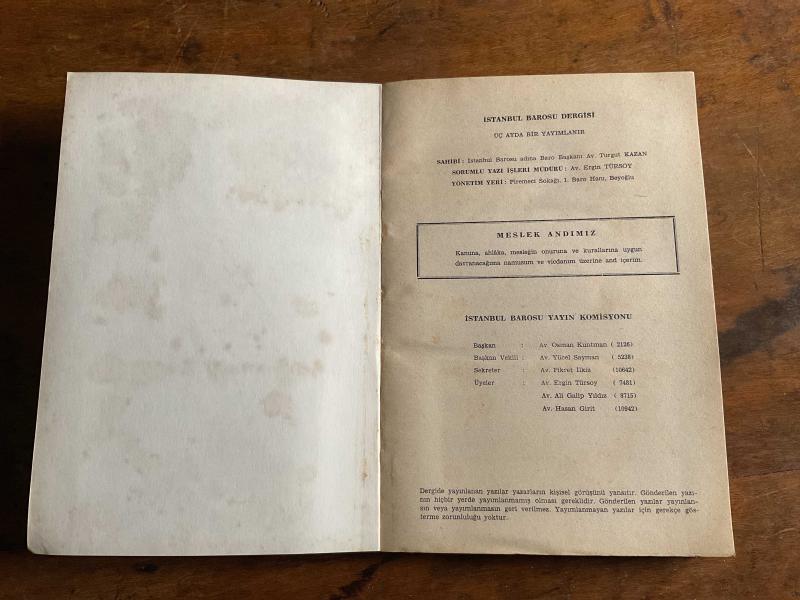 İSTANBUL BAROSU DERGİSİ
ÜÇ AYDA BİR YAYIMLANIR
SAHİBİ : İstanbul Barosu adına Baro Başkanı Av. Turgut KAZAN
SORUMLU YAZI İŞLERİ MÜDÜRÜ : Av. Ergin TÜRSOY
YÖNETİM YERİ : Piremeci Sokağı, 1. Baro Hanı, Beyoğlu
MESLEK ANDIMIZ
Kanuna, ahlâka, mesleğin onuruna ve kurallarına uygun
davranacağıma namusum ve vicdanım üzerine and içerim.
İSTANBUL BAROSU YAYIN KOMİSYONU
Başkan : Av. Osman Kuntman ( 2126)
Başkan Vekili : Av. Yücel Sayman ( 5238)
Sekreter : Av. Fikret İlkiz (10642)
Üyeler : Av. Ergin Türsoy ( 7481)
Av. Ali Galip Yıldız ( 8715)
Av. Hasan Girit (10942)
Dergide yayınlanan yazılar yazarların kişisel görüşünü yansıtır. Gönderilen yazı-
nın hiçbir yerde yayımlanmamış olması gereklidir. Gönderilen yazılar yayınlan-
sın veya yayımlanmasın geri verilmez. Yayımlanmayan yazılar için gerekçe gös-
terme zorunluluğu yoktur.